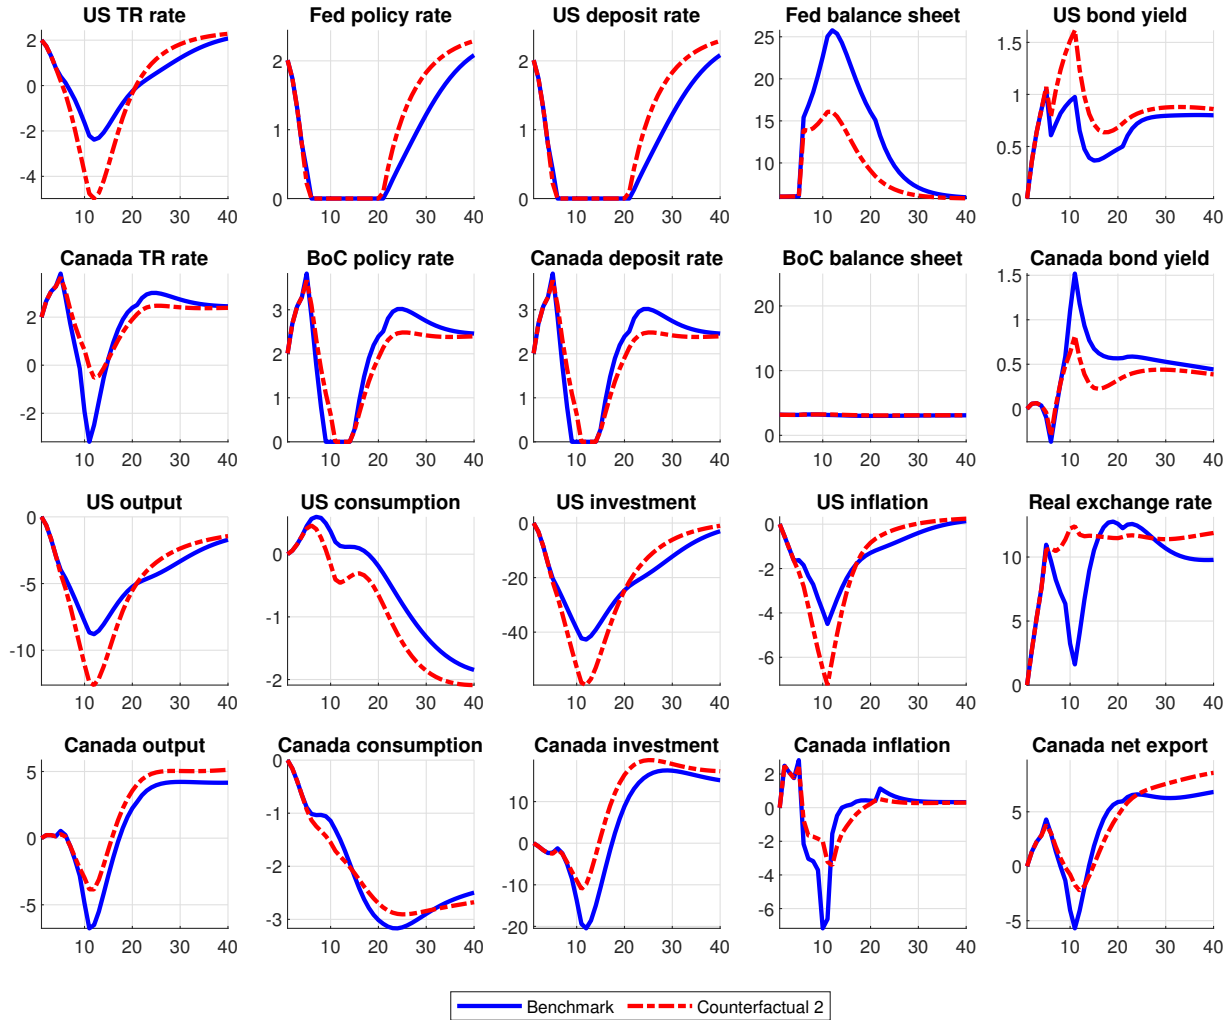 US TR rate Fed policy rate US deposit rate Fed balance sheet US bond yield
2 0 -2 -4
2 1 0
2 1 0
25 20 15 10
1.5 1 0.5 0
10 20 30 40 10 20 30 40 10 20 30 40 10 20 30 40 10 20 30 40
Canada TR rate BoC policy rate Canada deposit rate BoC balance sheet Canada bond yield
2 0 -2
3 2 1 0
3 2 1 0
20 10 0
1.5 1 0.5 0
10 20 30 40 10 20 30 40 10 20 30 40 10 20 30 40 10 20 30 40
US output US consumption US investment US inflation Real exchange rate
0 -5 -10
0 -1 -2
0 -20 -40
0 -2 -4 -6
10 5 0
10 20 30 40 10 20 30 40 10 20 30 40 10 20 30 40 10 20 30 40
Canada output Canada consumption Canada investment Canada inflation Canada net export
5 0 -5
0 -1 -2 -3
10 0 -10 -20
2 0 -2 -4 -6
5 0 -5
10 20 30 40 10 20 30 40 10 20 30 40 10 20 30 40 10 20 30 40
Benchmark Counterfactual 2